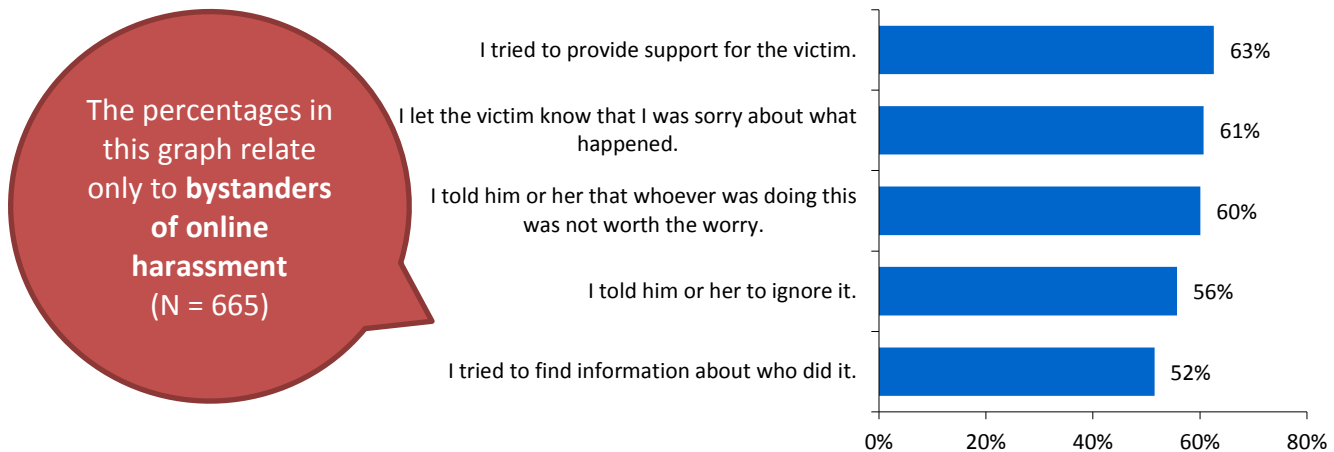 The percentages in
this graph relate
only to bystanders
of online
harassment
(N = 665)
I tried to provide support for the victim.
63%
I let the victim know that I was sorry about what
happened.
61%
I told him or her that whoever was doing this
was not worth the worry.
60%
I told him or her to ignore it.
56%
I tried to find information about who did it.
52%
0% 20% 40% 60% 80%